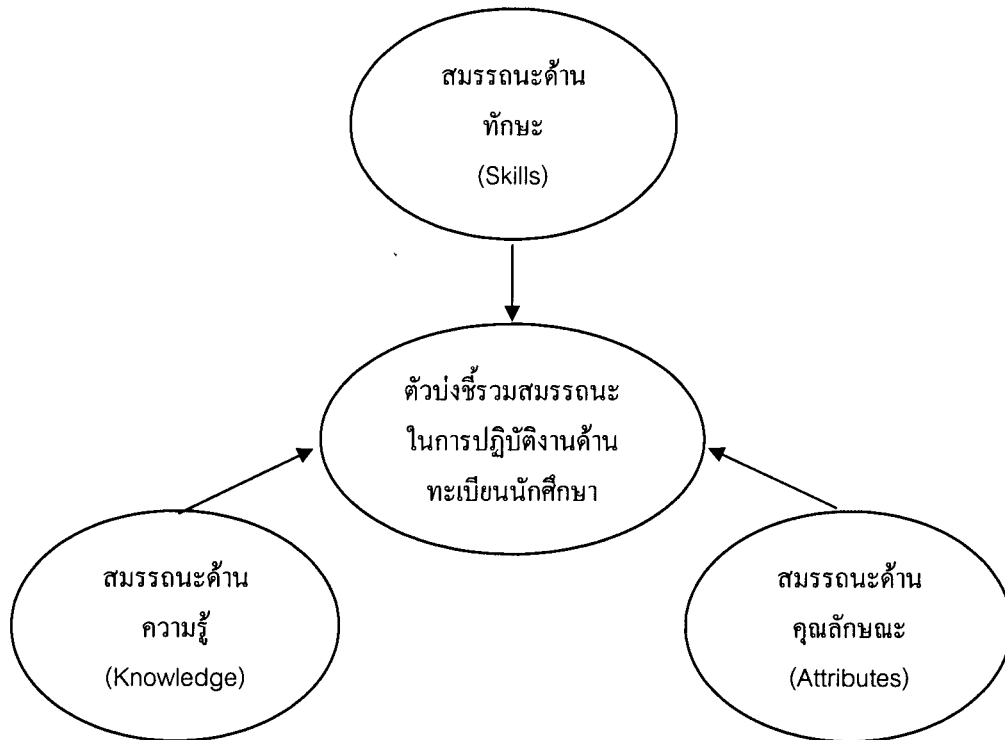 สมรรถนะด้าน
ทักษะ
(Skills)
ตัวบ่งชี้รวมสมรรถนะ
ในการปฏิบัติงานด้าน
ทะเบียนนักศึกษา
สมรรถนะด้าน
ความรู้
(Knowledge)
สมรรถนะด้าน
คุณลักษณะ
(Attributes)